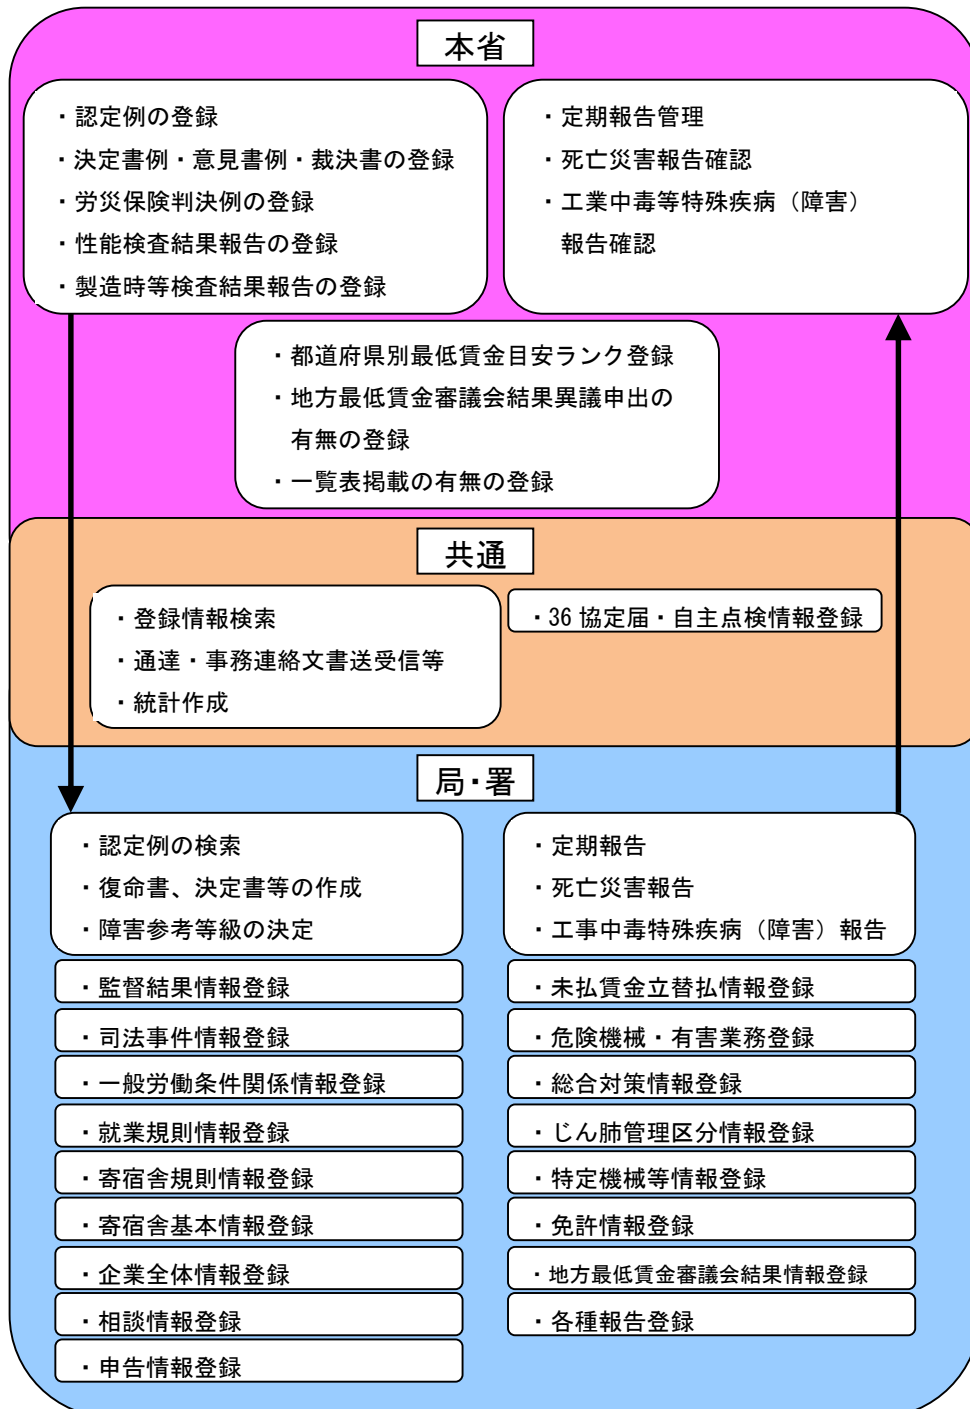 本省
・認定例の登録
・決定書例・意見書例・裁決書の登録
・労災保険判決例の登録
・性能検査結果報告の登録
・製造時等検査結果報告の登録
・定期報告管理
・死亡災害報告確認
・工業中毒等特殊疾病（障害）
報告確認
・都道府県別最低賃金目安ランク登録
・地方最低賃金審議会結果異議申出の
有無の登録
・一覧表掲載の有無の登録
共通
・登録情報検索
・通達・事務連絡文書送受信等
・統計作成
・36協定届・自主点検情報登録
局・署
・認定例の検索
・復命書、決定書等の作成
・障害参考等級の決定
・監督結果情報登録
・司法事件情報登録
・一般労働条件関係情報登録
・就業規則情報登録
・寄宿舎規則情報登録
・寄宿舎基本情報登録
・企業全体情報登録
・相談情報登録
・申告情報登録
・定期報告
・死亡災害報告
・工事中毒特殊疾病（障害）報告
・未払賃金立替払情報登録
・危険機械・有害業務登録
・総合対策情報登録
・じん肺管理区分情報登録
・特定機械等情報登録
・免許情報登録
・地方最低賃金審議会結果情報登録
・各種報告登録